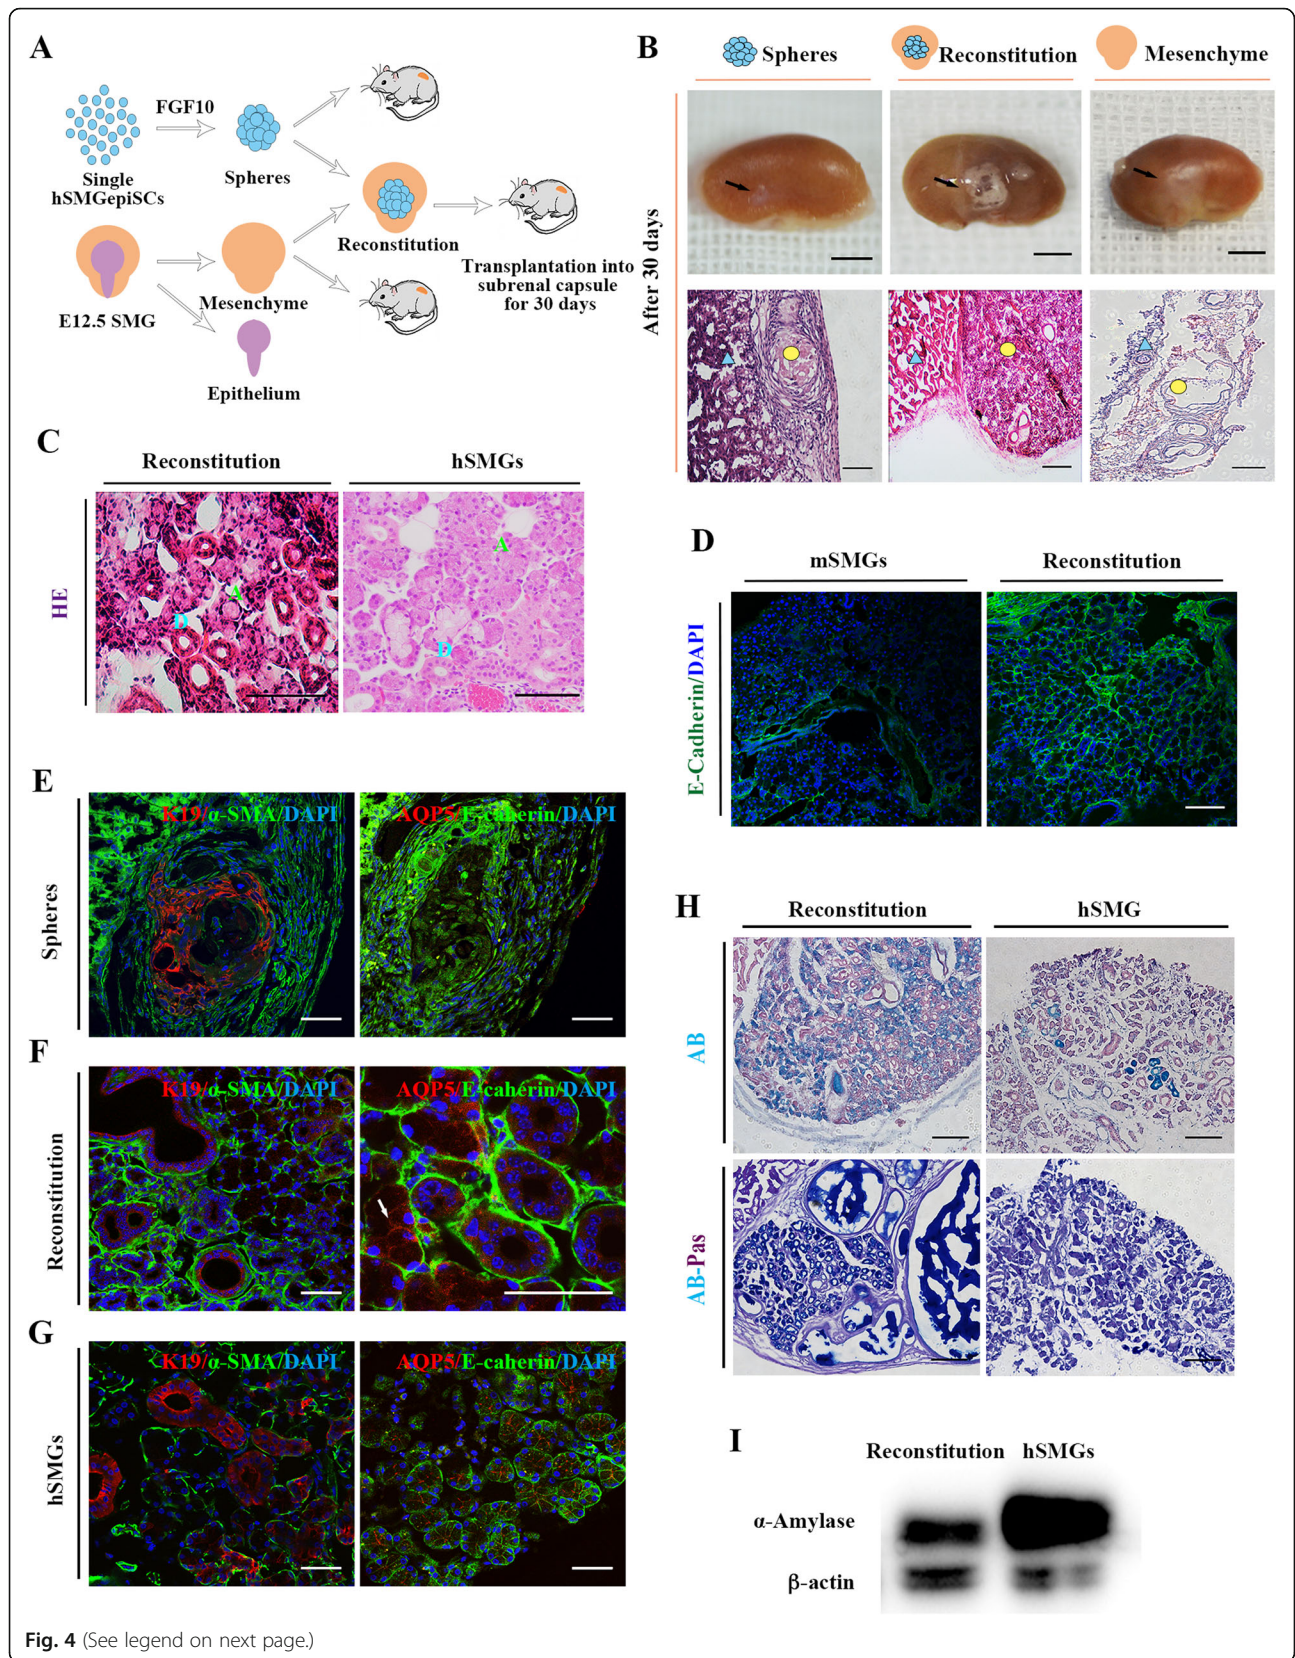 A
FGF10
Single
hSMGepiSCs
Spheres
Reconstitution
E12.5 SMG
Mesenchyme
Epithelium
Transplantation into
subrenal capsule
for 30 days
B
Spheres
Reconstitution
Mesenchyme
After 30 days
C
Reconstitution
hSMGs
HE
A
D
A
D
D
mSMGs
Reconstitution
E-Cadherin/DAPI
E
Spheres
K19/α-SMA/DAPI
AQP5/E-caherin/DAPI
F
Reconstitution
K19/α-SMA/DAPI
AQP5/E-caherin/DAPI
G
hSMGs
K19/α-SMA/DAPI
AQP5/E-caherin/DAPI
H
Reconstitution
hSMG
AB
AB-Pas
I
Reconstitution hSMGs
α-Amylase
β-actin
Fig. 4 (See legend on next page.)